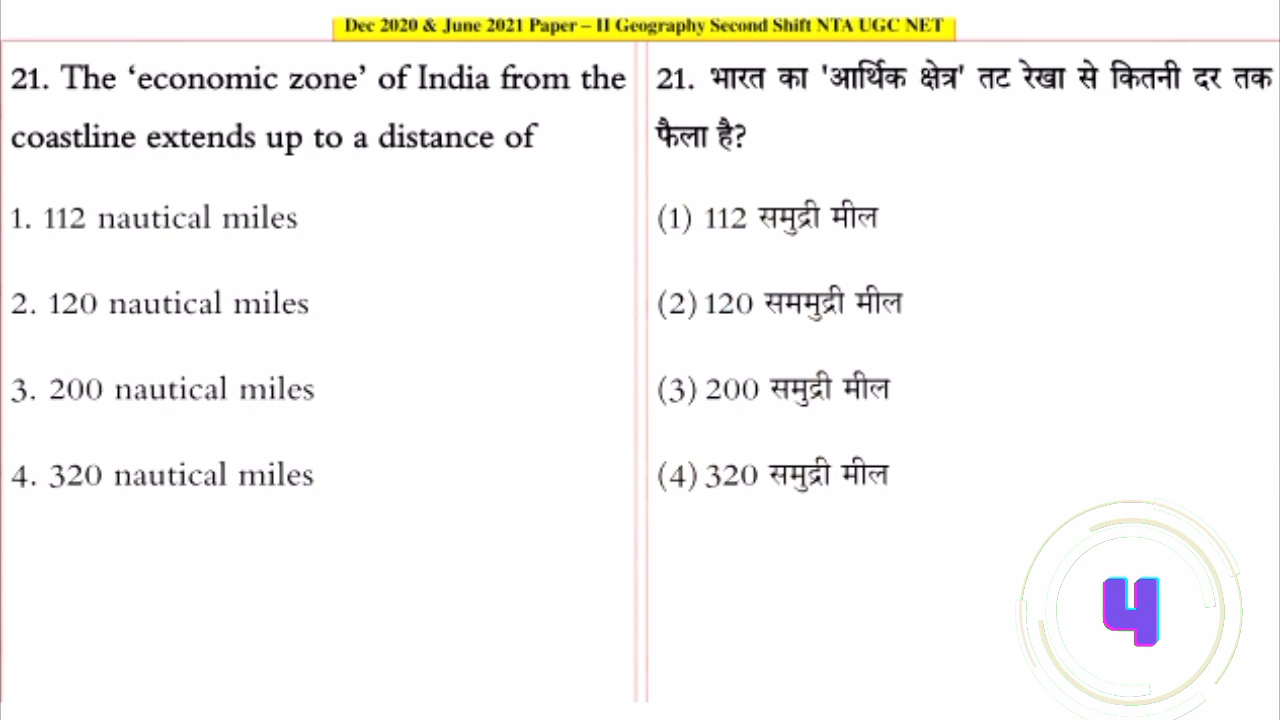 Dec 2020 & June 2021 Paper – II Geography Second Shift NTA UGC NET
21. The ‘economic zone’ of India from the
coastline extends up to a distance of
1. 112 nautical miles
2. 120 nautical miles
3. 200 nautical miles
4. 320 nautical miles
21. भारत का 'आर्थिक क्षेत्र' तट रेखा से कितनी दर तक
फैला है?
(1) 112 समुद्री मील
(2) 120 सममुद्री मील
(3) 200 समुद्री मील
(4) 320 समुद्री मील
4